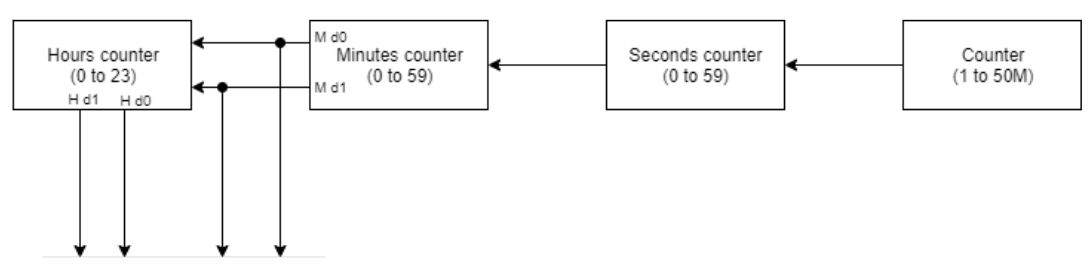 Hours counter
(0 to 23)
H d1 H d0
M d0
Minutes counter
(0 to 59)
M d1
Seconds counter
(0 to 59)
Counter
(1 to 50M)